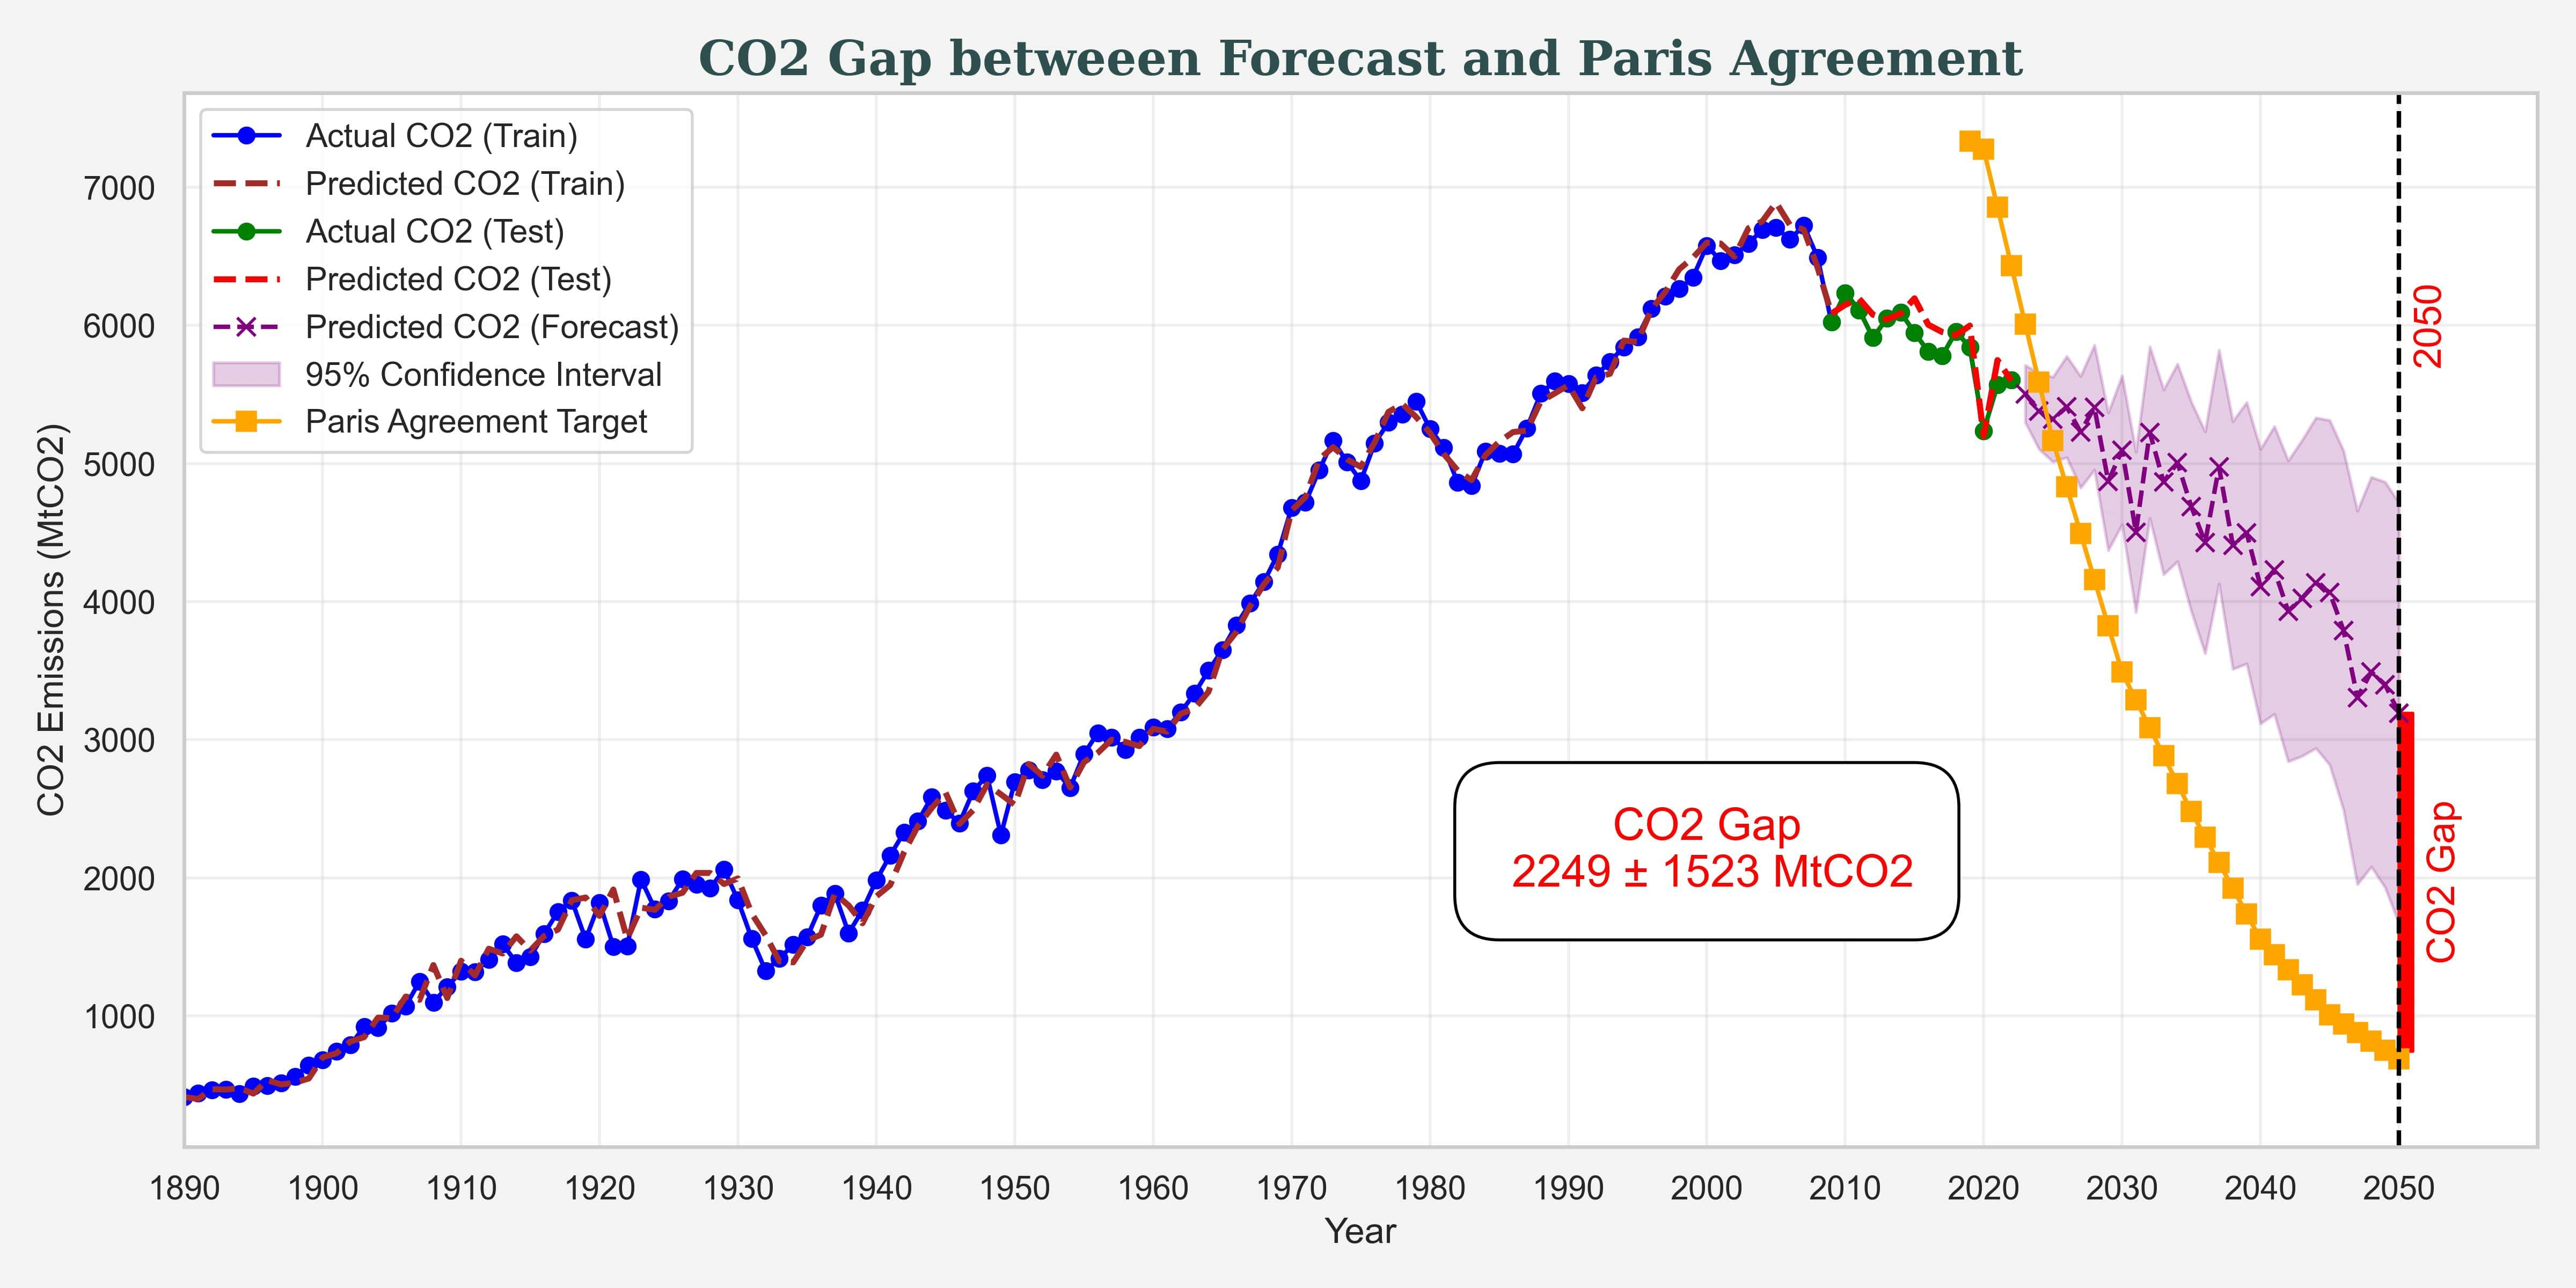 CO2 Gap betweeen Forecast and Paris Agreement
Actual CO2 (Train)
Predicted CO2 (Train)
Actual CO2 (Test)
Predicted CO2 (Test)
Predicted CO2 (Forecast)
95% Confidence Interval
Paris Agreement Target
CO2 Emissions (MtCO2)
7000
6000
5000
4000
3000
2000
1000
2050
CO2 Gap
2249 ± 1523 MtCO2
CO2 Gap
1890 1900 1910 1920 1930 1940 1950 1960 1970 1980 1990 2000 2010 2020 2030 2040 2050
Year